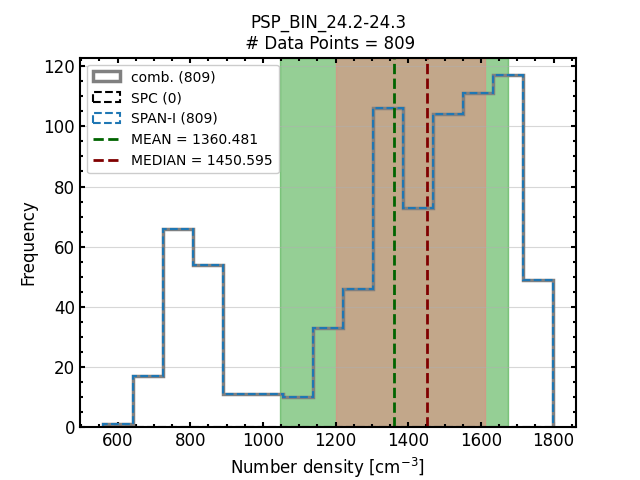 PSP_BIN_24.2-24.3
# Data Points = 809
120
100
80
60
40
20
0
Frequency
comb. (809)
SPC (0)
SPAN-I (809)
MEAN = 1360.481
MEDIAN = 1450.595
600 800 1000 1200 1400 1600 1800
Number density [cm⁻³]